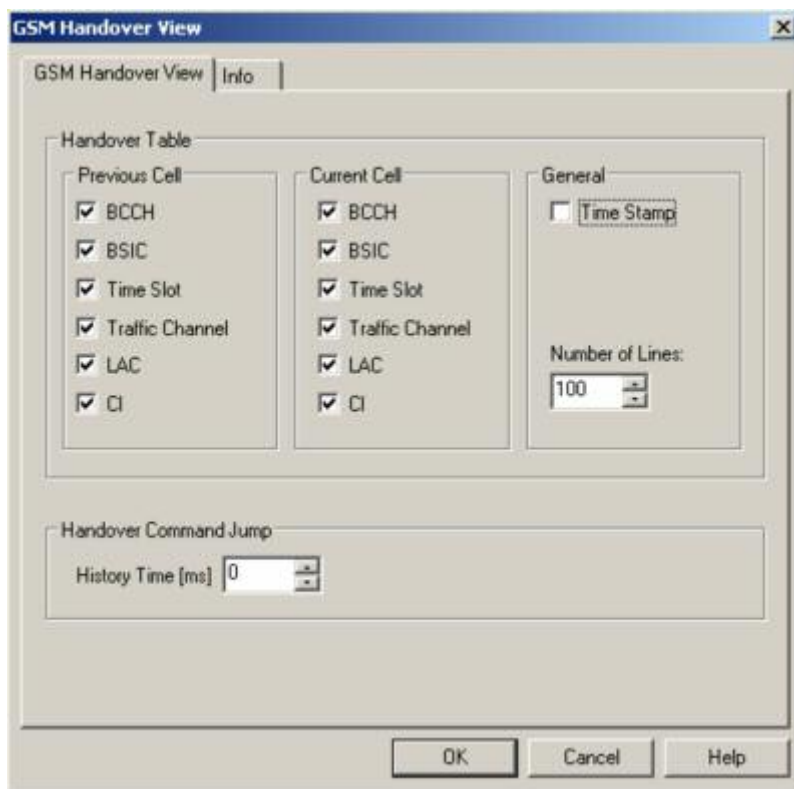 GSM Handover View
GSM Handover View
Info
Handover Table
Previous Cell
BCCH
BSIC
Time Slot
Traffic Channel
LAC
CI
Current Cell
BCCH
BSIC
Time Slot
Traffic Channel
LAC
CI
General
Time Stamp
Number of Lines:
100
Handover Command Jump
History Time [ms] 0
OK
Cancel
Help